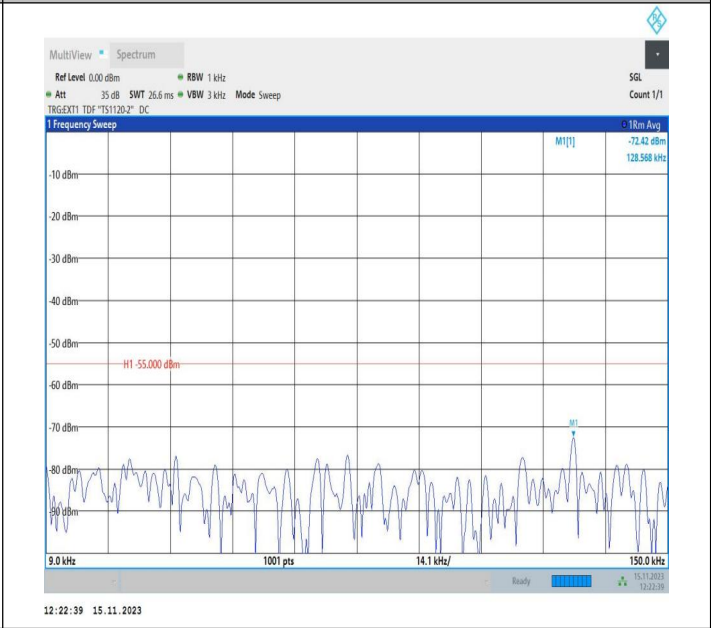 MultiView Spectrum
Ref Level 0.00 dBm RBW 1 kHz SGL
Att 35 dB SWT 26.6 ms VBW 3 kHz Mode Sweep Count 1/1
TRG:EXT1 TDF "TS1120-2" DC
1 Frequency Sweep 1Rm Avg
M1[1] -72.42 dBm
128.568 kHz
-10 dBm
-20 dBm
-30 dBm
-40 dBm
-50 dBm
H1 -55.000 dBm
-60 dBm
-70 dBm
M1
-80 dBm
-90 dBm
9.0 kHz 1001 pts 14.1 kHz/ 150.0 kHz
Ready 15.11.2023
12:22:39
12:22:39 15.11.2023